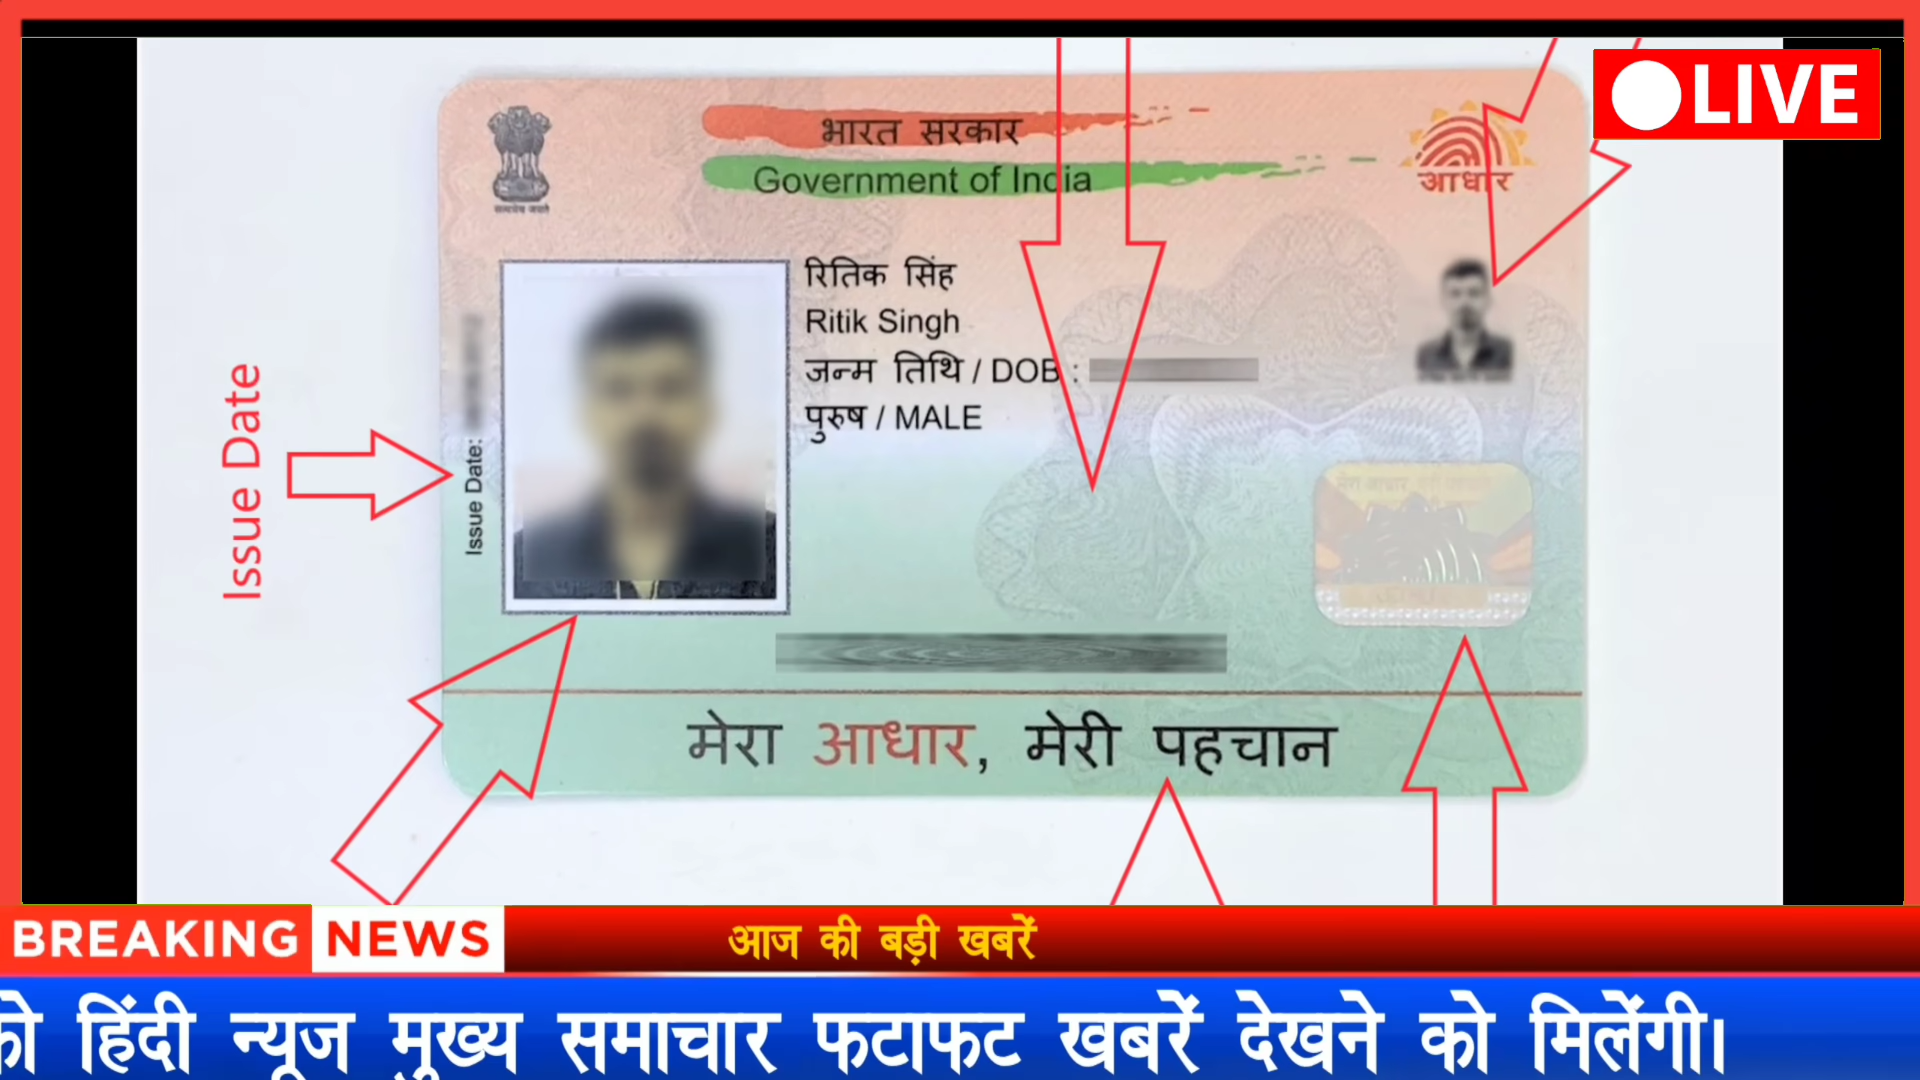 LIVE
भारत सरकार
Government of India
आधार
रितिक सिंह
Ritik Singh
जन्म तिथि / DOB :
पुरुष / MALE
Issue Date
Issue Date:
मेरा आधार, मेरी पहचान
BREAKING NEWS
आज की बड़ी खबरें
हिंदी न्यूज मुख्य समाचार फटाफट खबरें देखने को मिलेंगी।